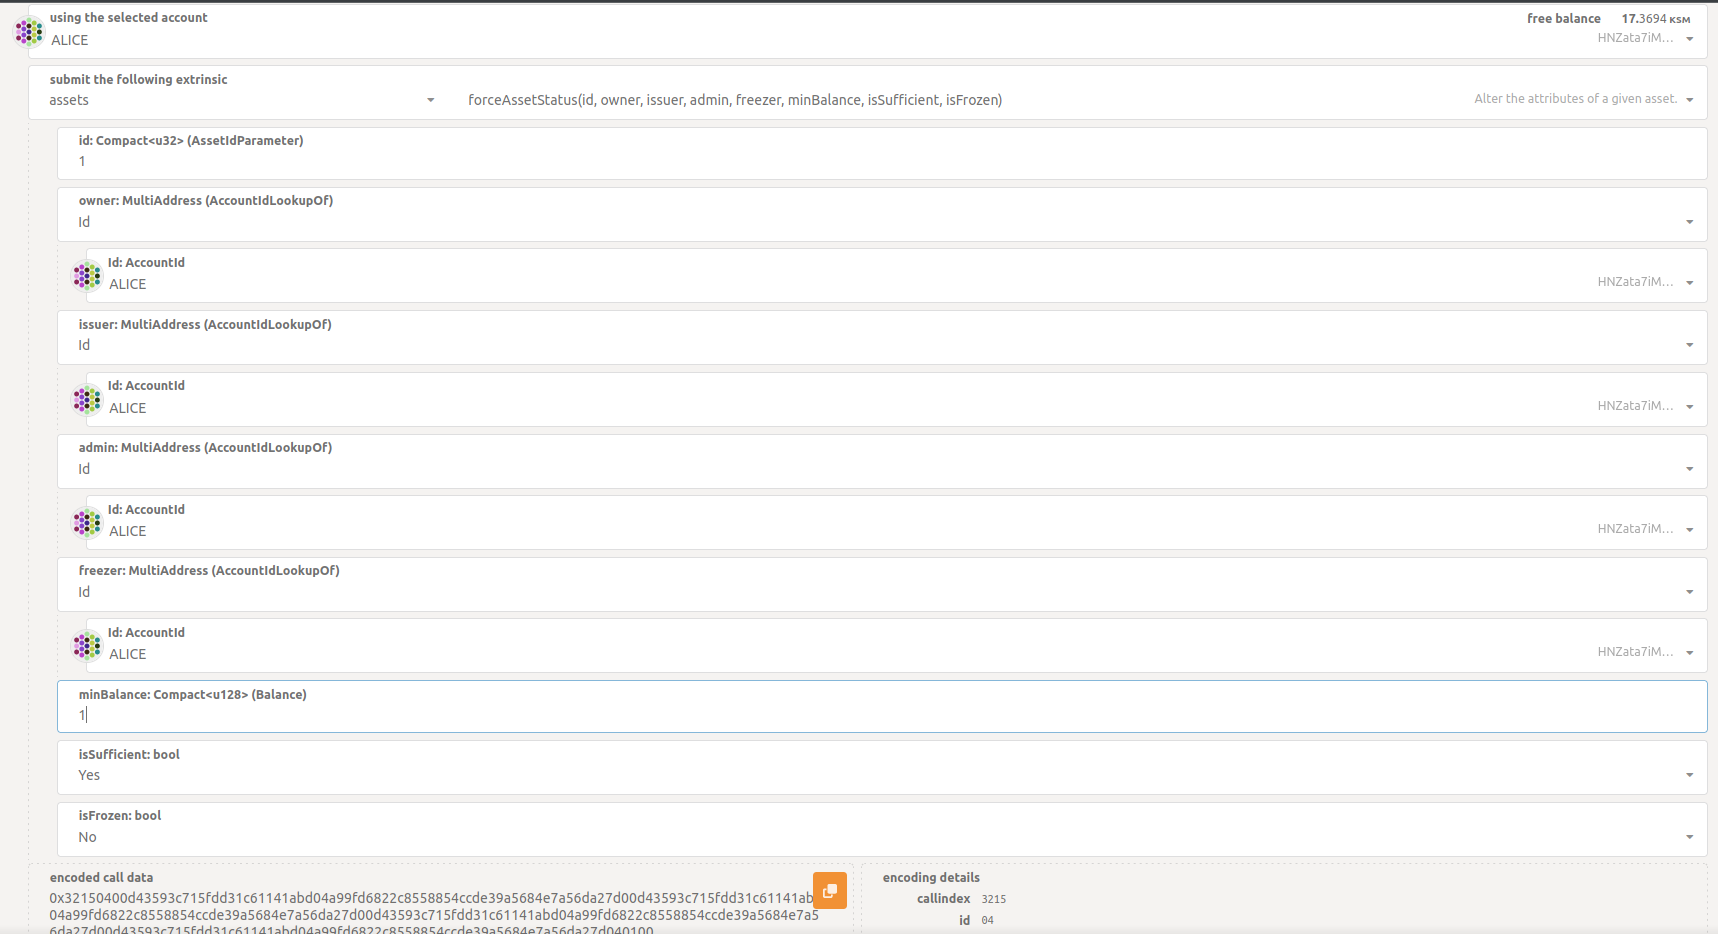 using the selected account
free balance 17.3694 KSM
ALICE
HNZata7iM...
submit the following extrinsic
assets
forceAssetStatus(id, owner, issuer, admin, freezer, minBalance, isSufficient, isFrozen)
Alter the attributes of a given asset.
id: Compact<u32> (AssetIdParameter)
1
owner: MultiAddress (AccountIdLookupOf)
Id
Id: AccountId
ALICE
HNZata7iM...
issuer: MultiAddress (AccountIdLookupOf)
Id
Id: AccountId
ALICE
HNZata7iM...
admin: MultiAddress (AccountIdLookupOf)
Id
Id: AccountId
ALICE
HNZata7iM...
freezer: MultiAddress (AccountIdLookupOf)
Id
Id: AccountId
ALICE
HNZata7iM...
minBalance: Compact<u128> (Balance)
1
isSufficient: bool
Yes
isFrozen: bool
No
encoded call data
0x32150400d43593c715fdd31c61141abd04a99fd6822c8558854ccde39a5684e7a56da27d00d43593c715fdd31c61141ab
04a99fd6822c8558854ccde39a5684e7a56da27d00d43593c715fdd31c61141abd04a99fd6822c8558854ccde39a5684e7a5
6da27d00d43593c715fdd31c61141abd04a99fd6822c8558854ccde39a5684e7a56da27d040100
encoding details
callindex 3215
id 04